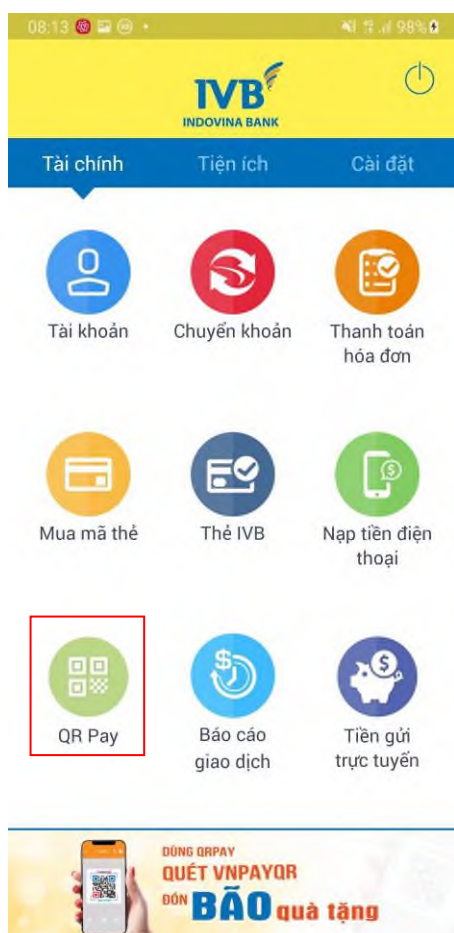 08:13
98%
IVB
INDOVINA BANK
Tài chính Tiện ích Cài đặt
Tài khoản Chuyển khoản Thanh toán
hóa đơn
Mua mã thẻ Thẻ IVB Nạp tiền điện
thoại
QR Pay Báo cáo Tiền gửi
giao dịch trực tuyến
DÙNG QRPAY
QUÉT VNPAYQR
ĐÓN BÃO quà tặng